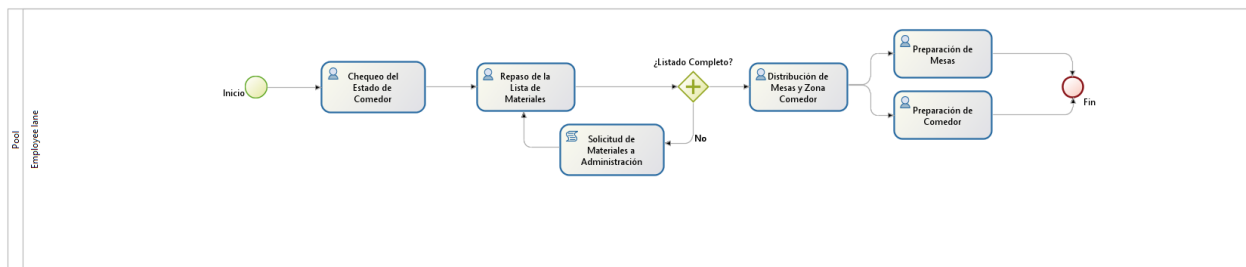 Pool
Employee lane
Inicio
Chequeo del
Estado de
Comedor
Repaso de la
Lista de
Materiales
¿Listado Completo?
No
Solicitud de
Materiales a
Administración
Distribución de
Mesas y Zona
Comedor
Preparación de
Mesas
Preparación de
Comedor
Fin